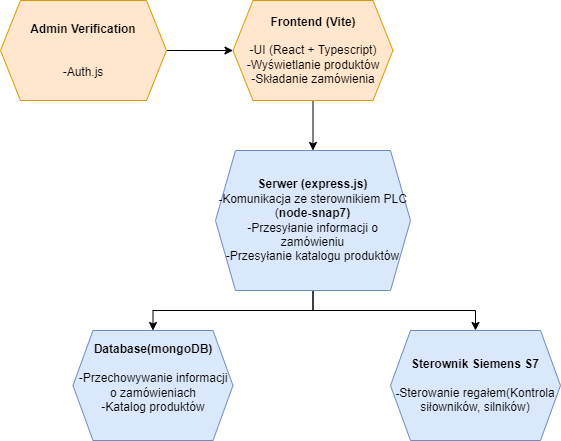 Admin Verification
-Auth.js
Frontend (Vite)
-UI (React + Typescript)
-Wyświetlanie produktów
-Składanie zamówienia
Serwer (express.js)
-Komunikacja ze sterownikiem PLC
(node-snap7)
-Przesyłanie informacji o
zamówieniu
-Przesyłanie katalogu produktów
Database(mongoDB)
-Przechowywanie informacji
o zamówieniach
-Katalog produktów
Sterownik Siemens S7
-Sterowanie regałem(Kontrola
siłowników, silników)